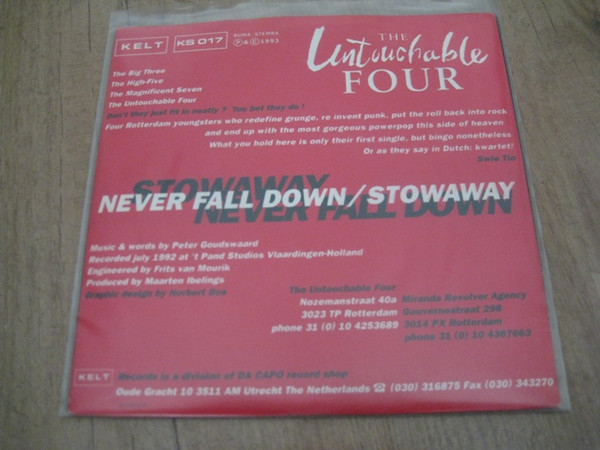 KELT KS 017 BUMA STEMRA
Ⓟ&Ⓒ1993
THE
Untouchable
FOUR
The Big Three
The High-Five
The Magnificent Seven
The Untouchable Four
Don't they just fit in neatly ? You bet they do !
Four Rotterdam youngsters who redefine grunge, re invent punk, put the roll back into rock
and end up with the most gorgeous powerpop this side of heaven
What you hold here is only their first single, but bingo nonetheless
Or as they say in Dutch: kwartet!
Swie Tio
STOWAWAY
NEVER FALL DOWN/STOWAWAY
NEVER FALL DOWN
Music & words by Peter Goudswaard
Recorded july 1992 at 't Pand Studios Vlaardingen-Holland
Engineered by Frits van Mourik
Produced by Maarten Ibelings
Graphic design by Norbert Bos
The Untouchable Four
Nozemanstraat 40a
3023 TP Rotterdam
phone 31 (0) 10 4253689
Miranda Revolver Agency
Gouvernestraat 296
3014 PX Rotterdam
phone 31 (0) 10 4367663
KELT Records is a division of DA CAPO record shop
Oude Gracht 10 3511 AM Utrecht The Netherlands ☎ (030) 316875 Fax (030) 343270